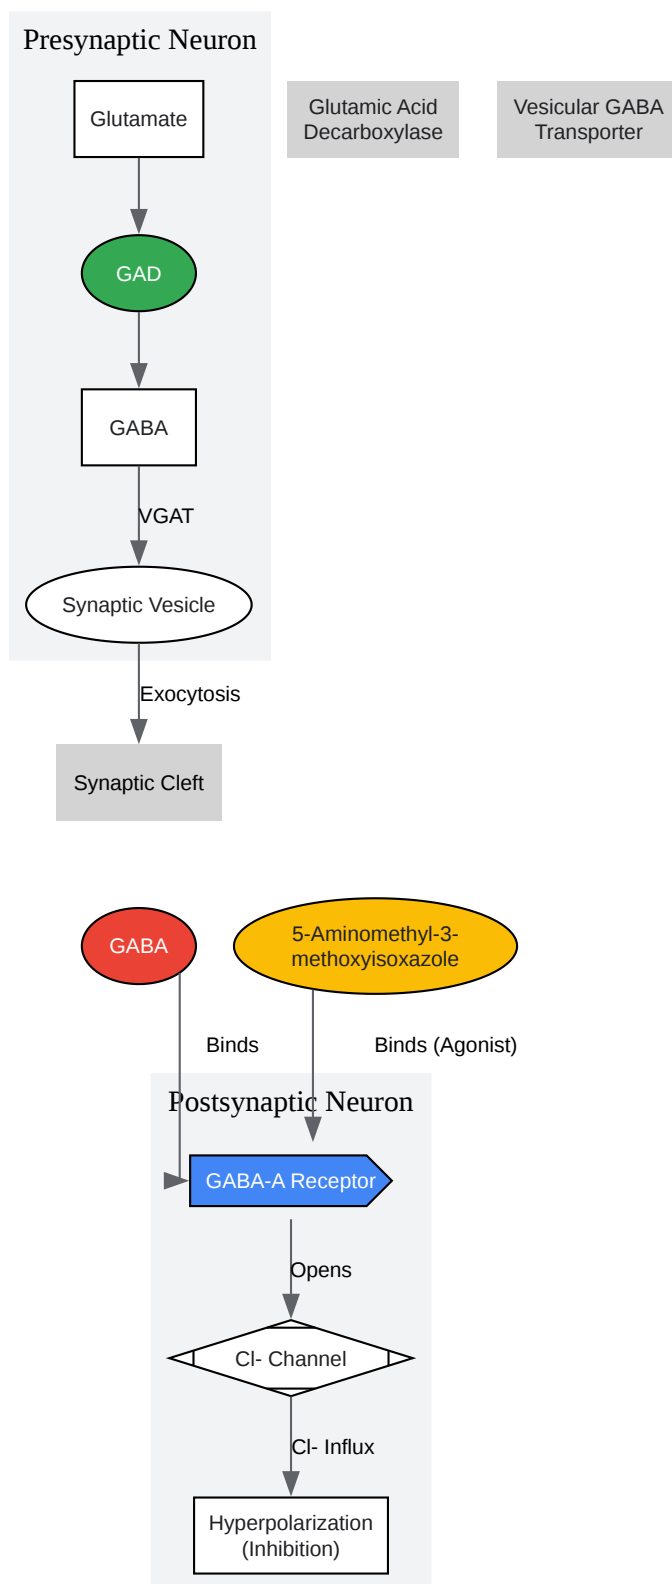 Presynaptic Neuron
Glutamate
Glutamic Acid
Decarboxylase
Vesicular GABA
Transporter
GAD
GABA
VGAT
Synaptic Vesicle
Exocytosis
Synaptic Cleft
GABA
5-Aminomethyl-3-
methoxyisoxazole
Binds
Binds (Agonist)
Postsynaptic Neuron
GABA-A Receptor
Opens
Cl- Channel
Cl- Influx
Hyperpolarization
(Inhibition)